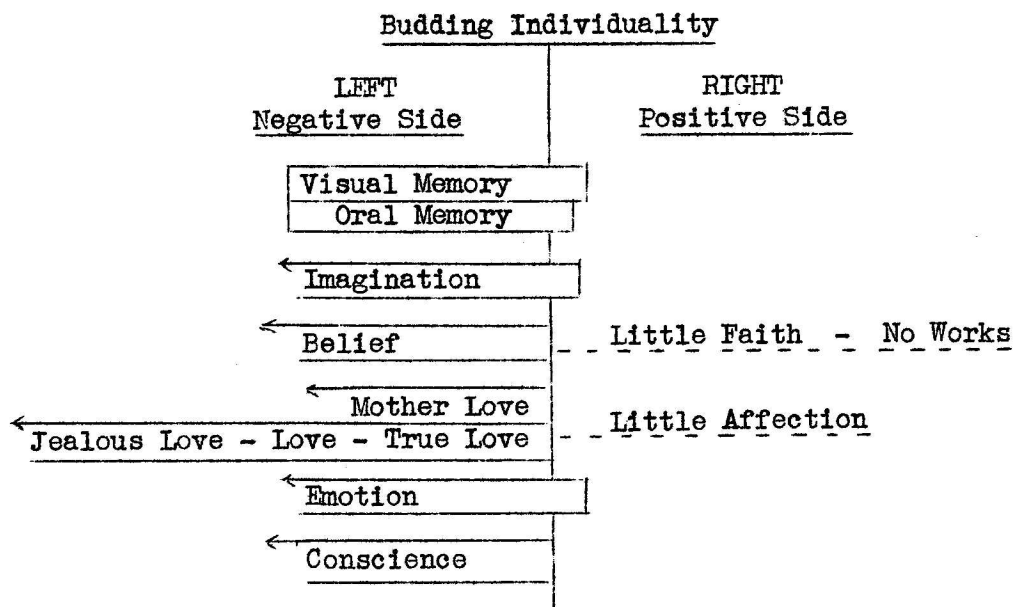 Budding Individuality
LEFT RIGHT
Negative Side Positive Side
Visual Memory
Oral Memory
Imagination
Belief Little Faith - No Works
Mother Love
Jealous Love - Love - True Love Little Affection
Emotion
Conscience